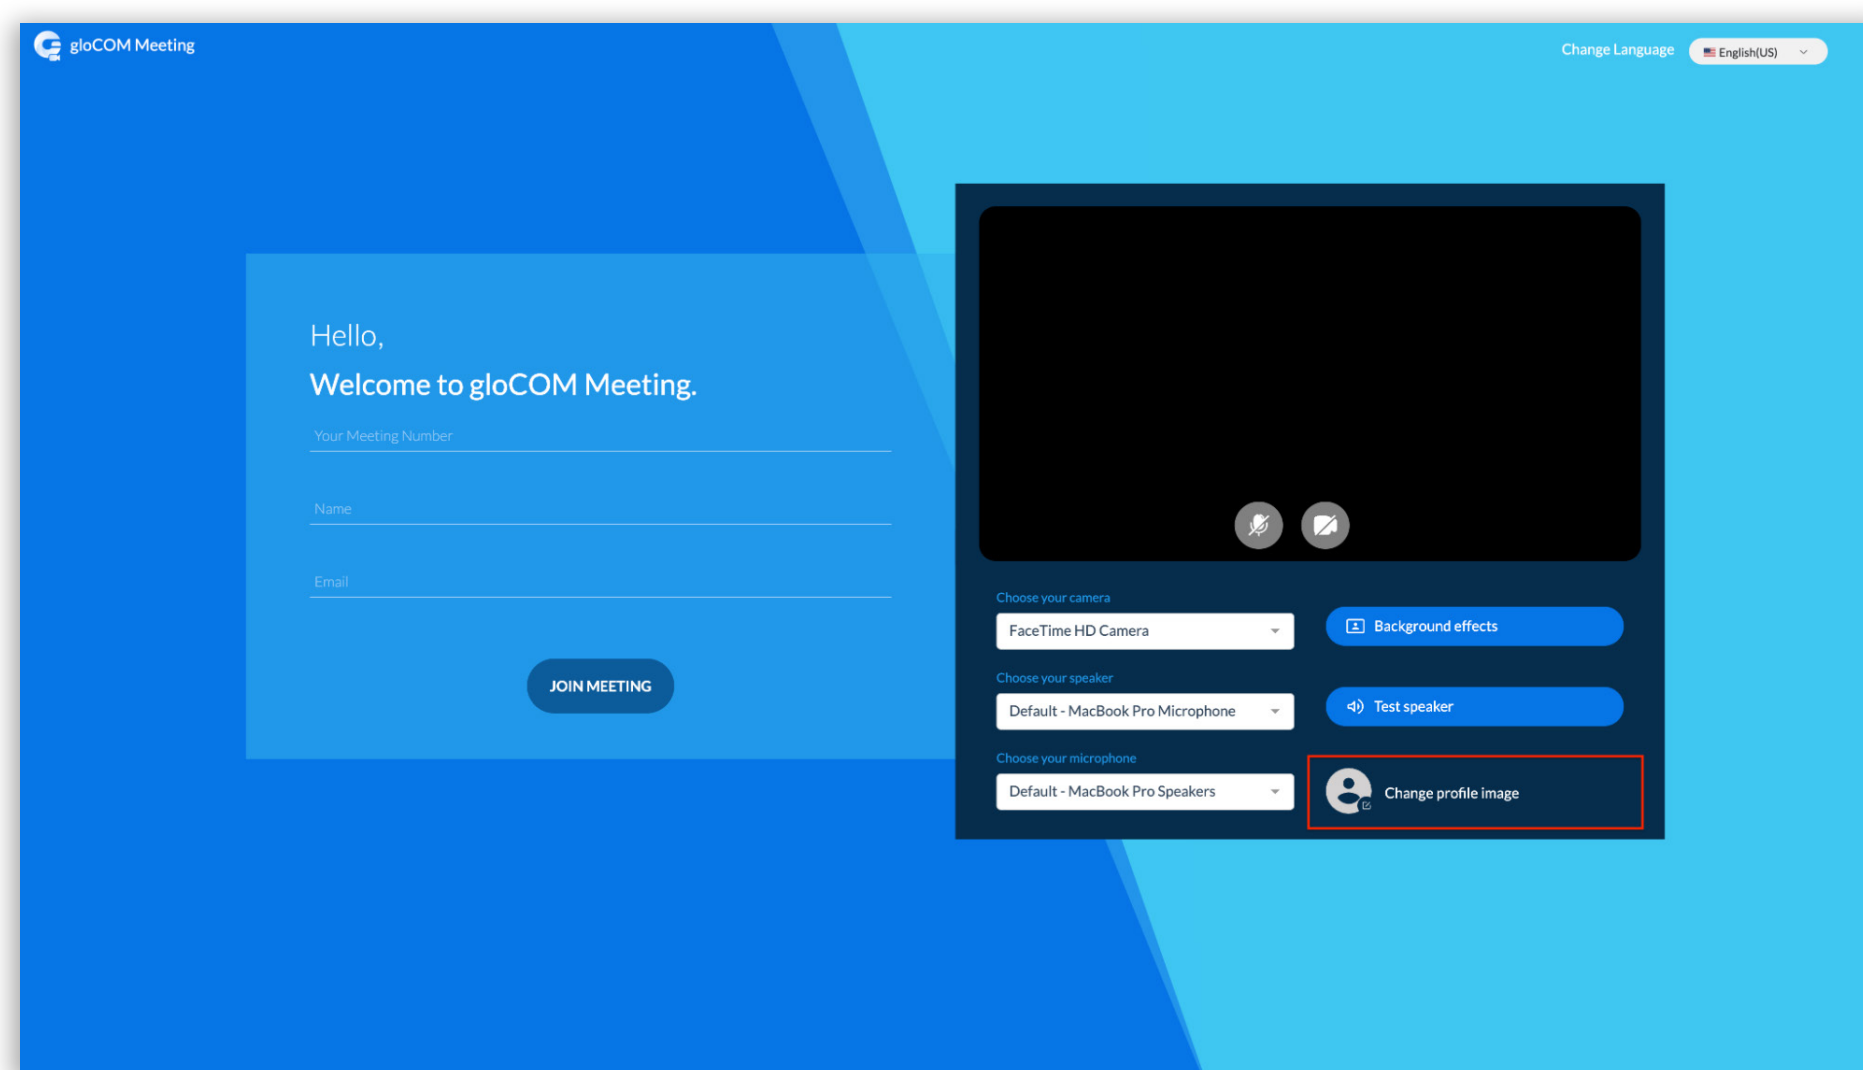 gloCOM Meeting
Change Language
English(US)
Hello,
Welcome to gloCOM Meeting.
Your Meeting Number
Name
Email
JOIN MEETING
Choose your camera
FaceTime HD Camera
Background effects
Choose your speaker
Default - MacBook Pro Microphone
Test speaker
Choose your microphone
Default - MacBook Pro Speakers
Change profile image